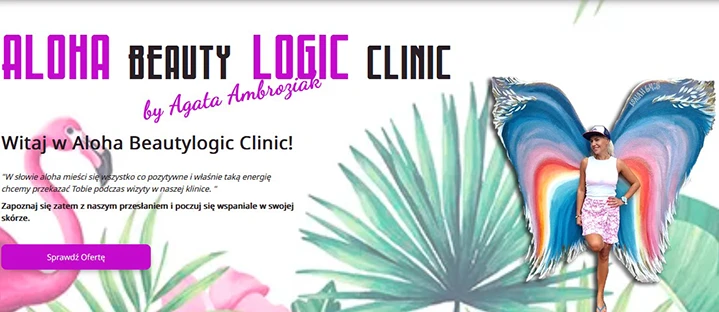 ALOHA BEAUTY LOGIC CLINIC
by Agata Ambroziak
Witaj w Aloha Beautylogic Clinic!
"W słowie aloha mieści się wszystko co pozytywne i właśnie taką energię
chcemy przekazać Tobie podczas wizyty w naszej klinice. "
Zapoznaj się zatem z naszym przesłaniem i poczuj się wspaniale w swojej
skórze.
Sprawdź Ofertę